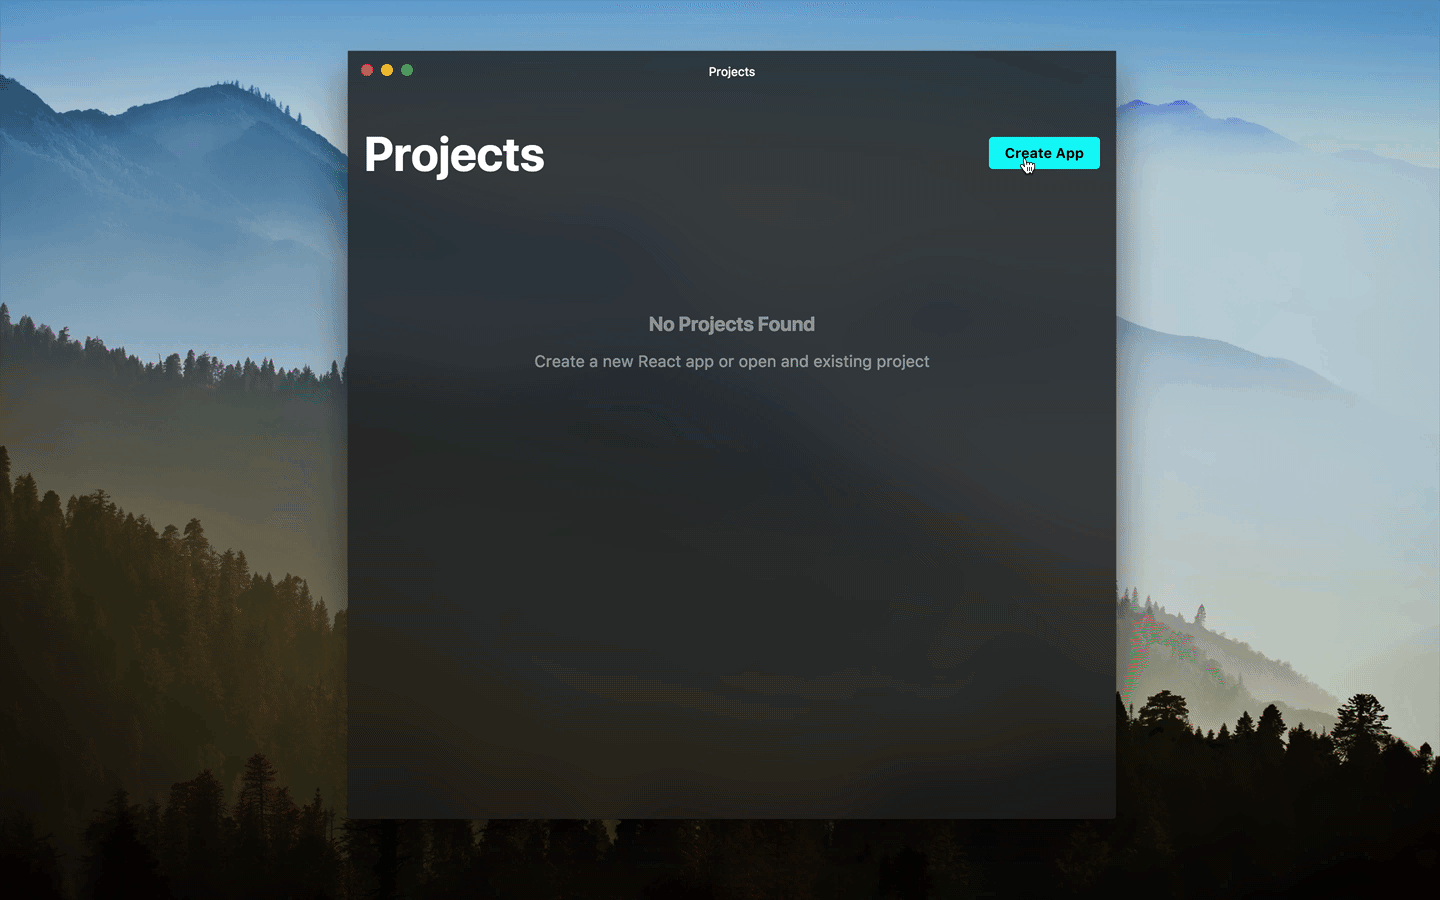 Projects
Projects
Create App
No Projects Found
Create a new React app or open and existing project